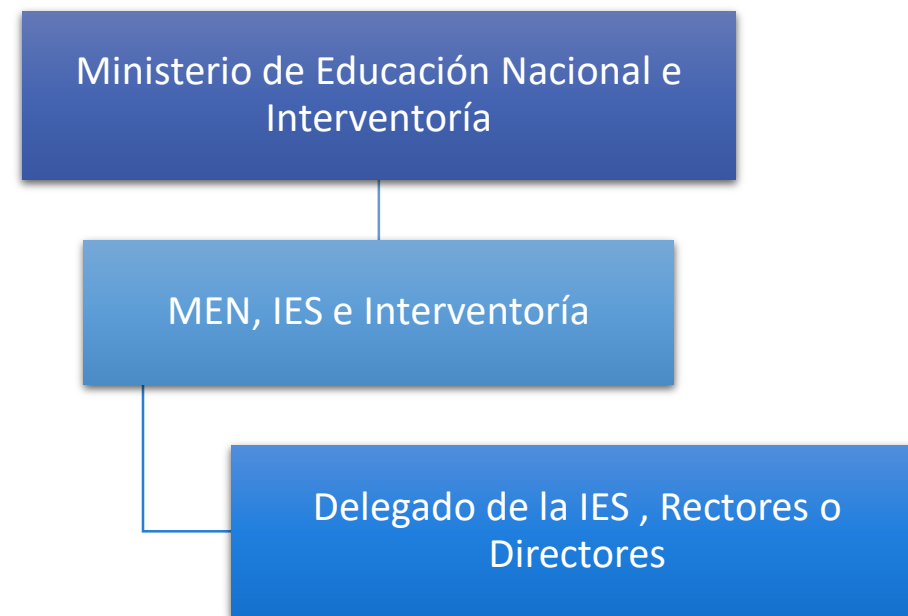 Ministerio de Educación Nacional e
Interventoría
MEN, IES e Interventoría
Delegado de la IES , Rectores o
Directores